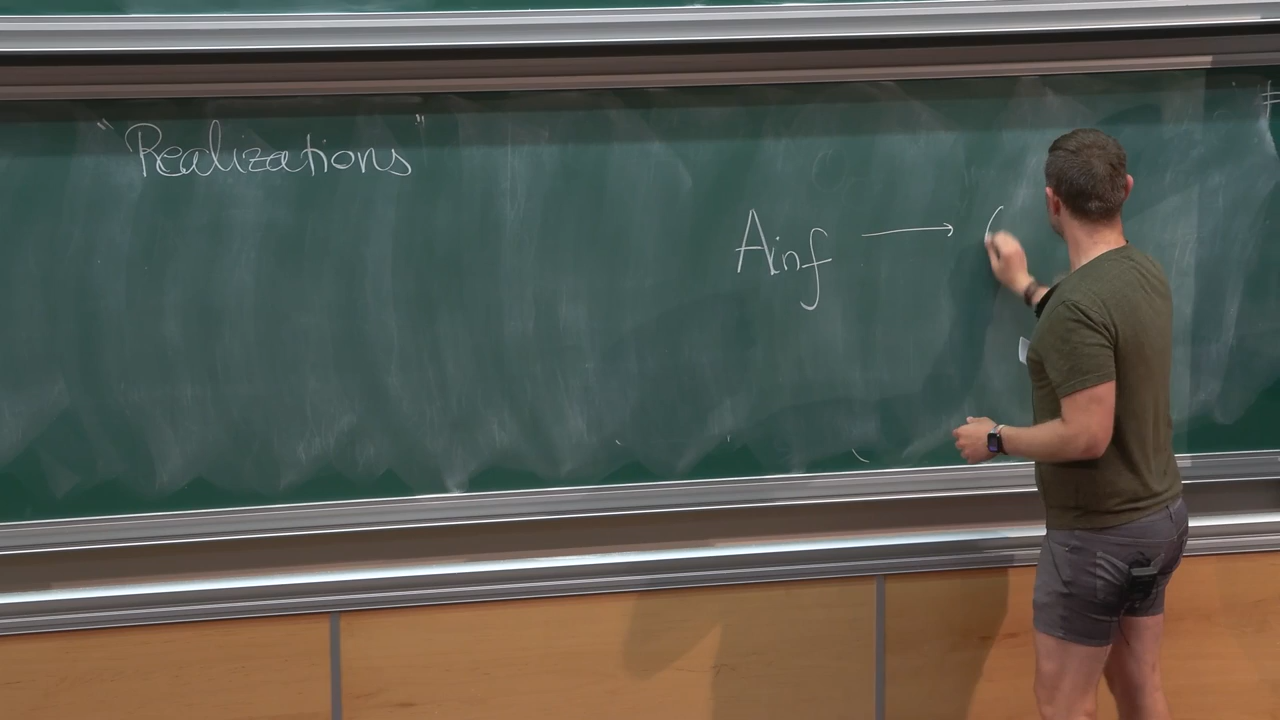 "Realizations"
Ainf ⟶ (